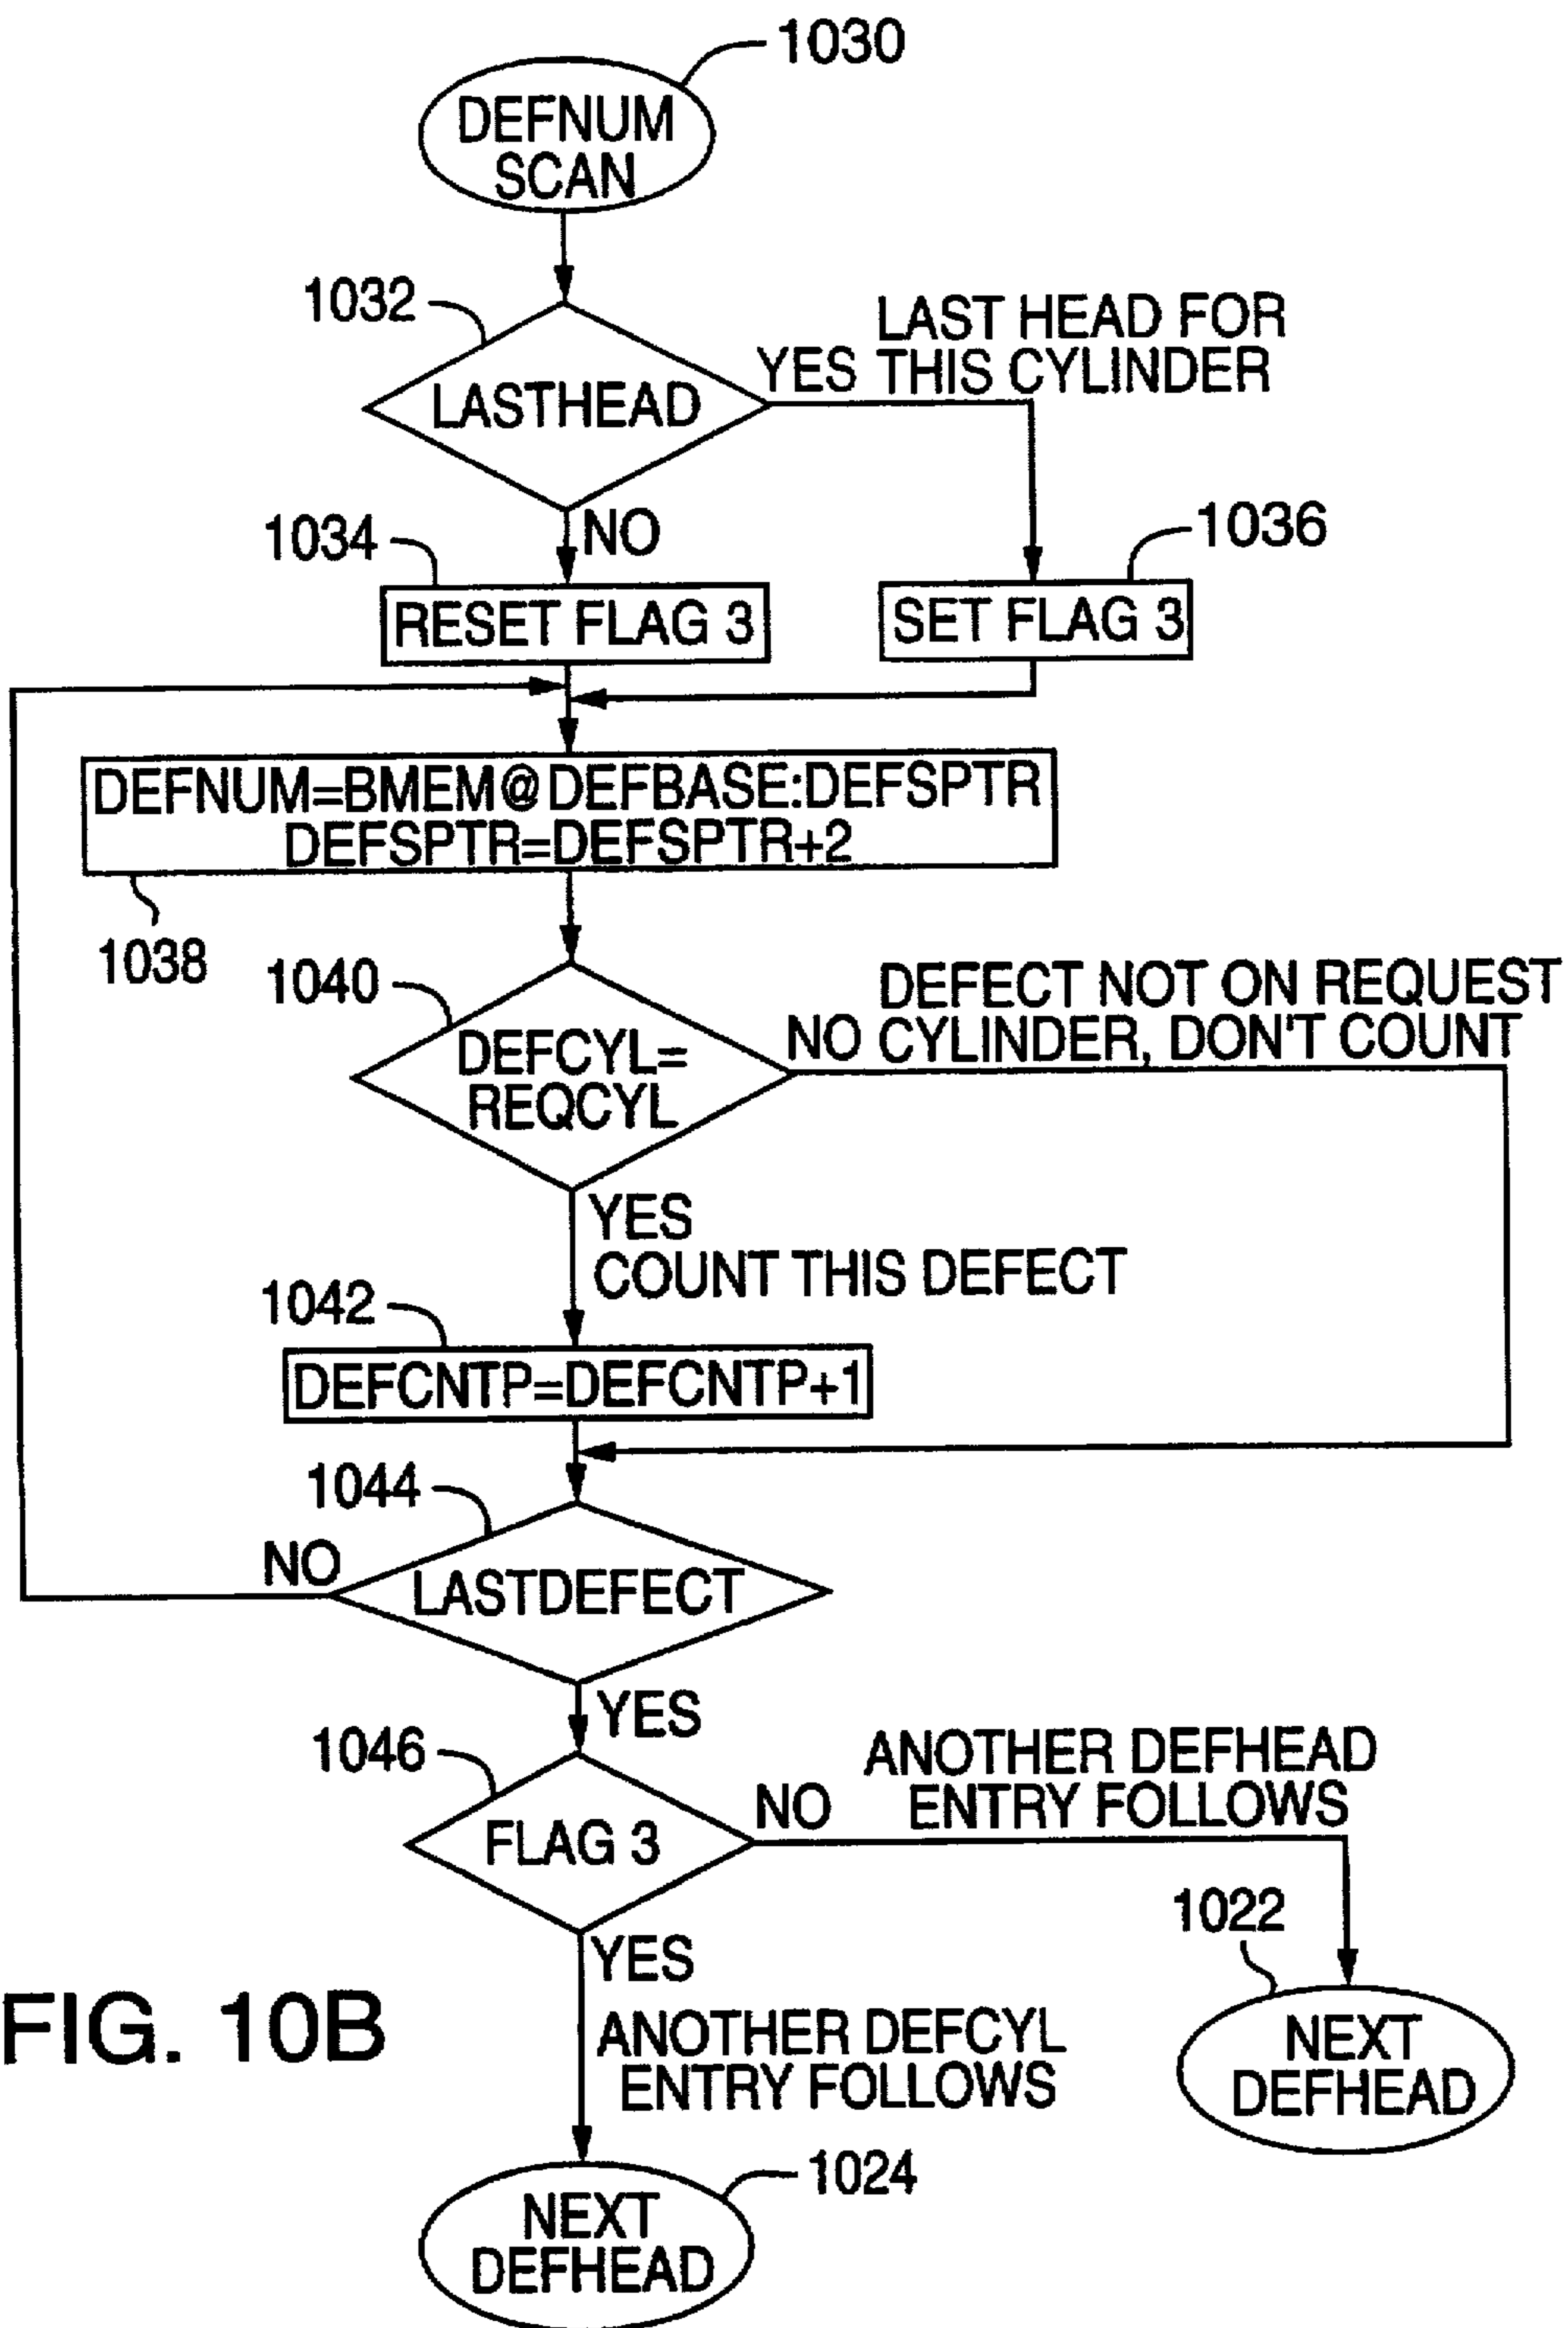 1030
DEFNUM
SCAN
1032
LASTHEAD
LAST HEAD FOR
YES THIS CYLINDER
NO
1034
RESET FLAG 3
1036
SET FLAG 3
DEFNUM=BMEM@DEFBASE:DEFSPTR
DEFSPTR=DEFSPTR+2
1038
1040
DEFCYL=
REQCYL
DEFECT NOT ON REQUEST
NO CYLINDER, DON'T COUNT
YES
COUNT THIS DEFECT
1042
DEFCNTP=DEFCNTP+1
1044
NO
LASTDEFECT
YES
1046
FLAG 3
ANOTHER DEFHEAD
NO ENTRY FOLLOWS
1022
NEXT
DEFHEAD
YES
ANOTHER DEFCYL
ENTRY FOLLOWS
FIG. 10B
1024
NEXT
DEFHEAD